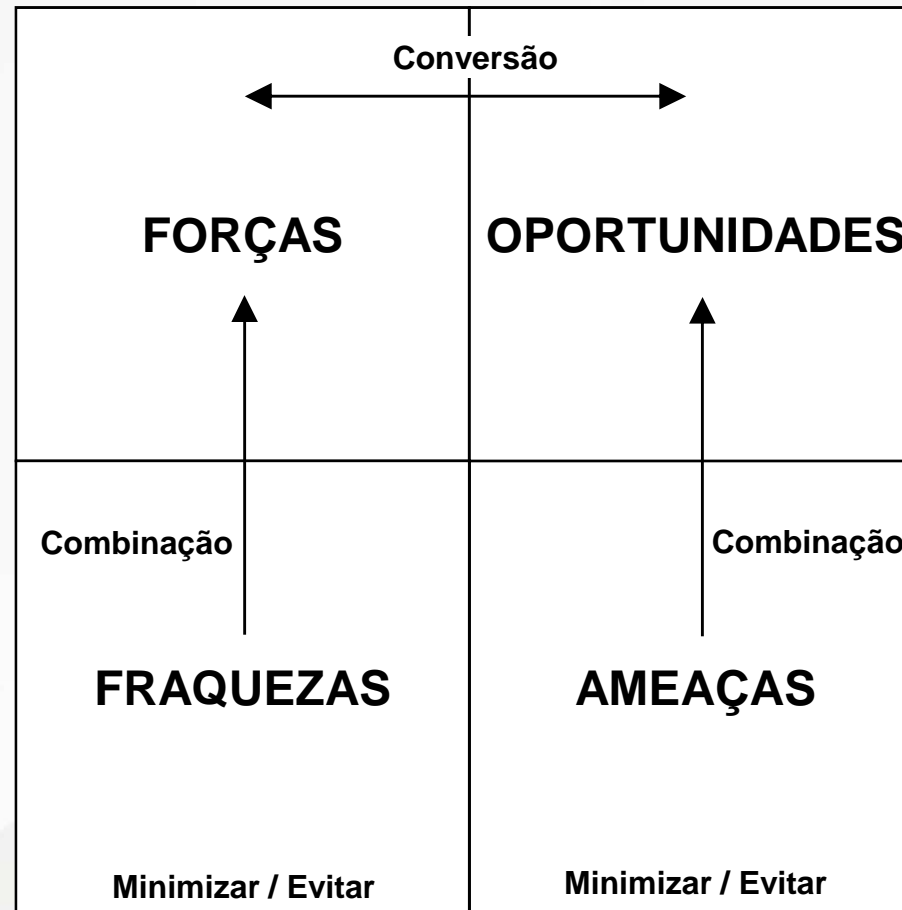 Conversão
FORÇAS
OPORTUNIDADES
Combinação
Combinação
FRAQUEZAS
AMEAÇAS
Minimizar / Evitar
Minimizar / Evitar